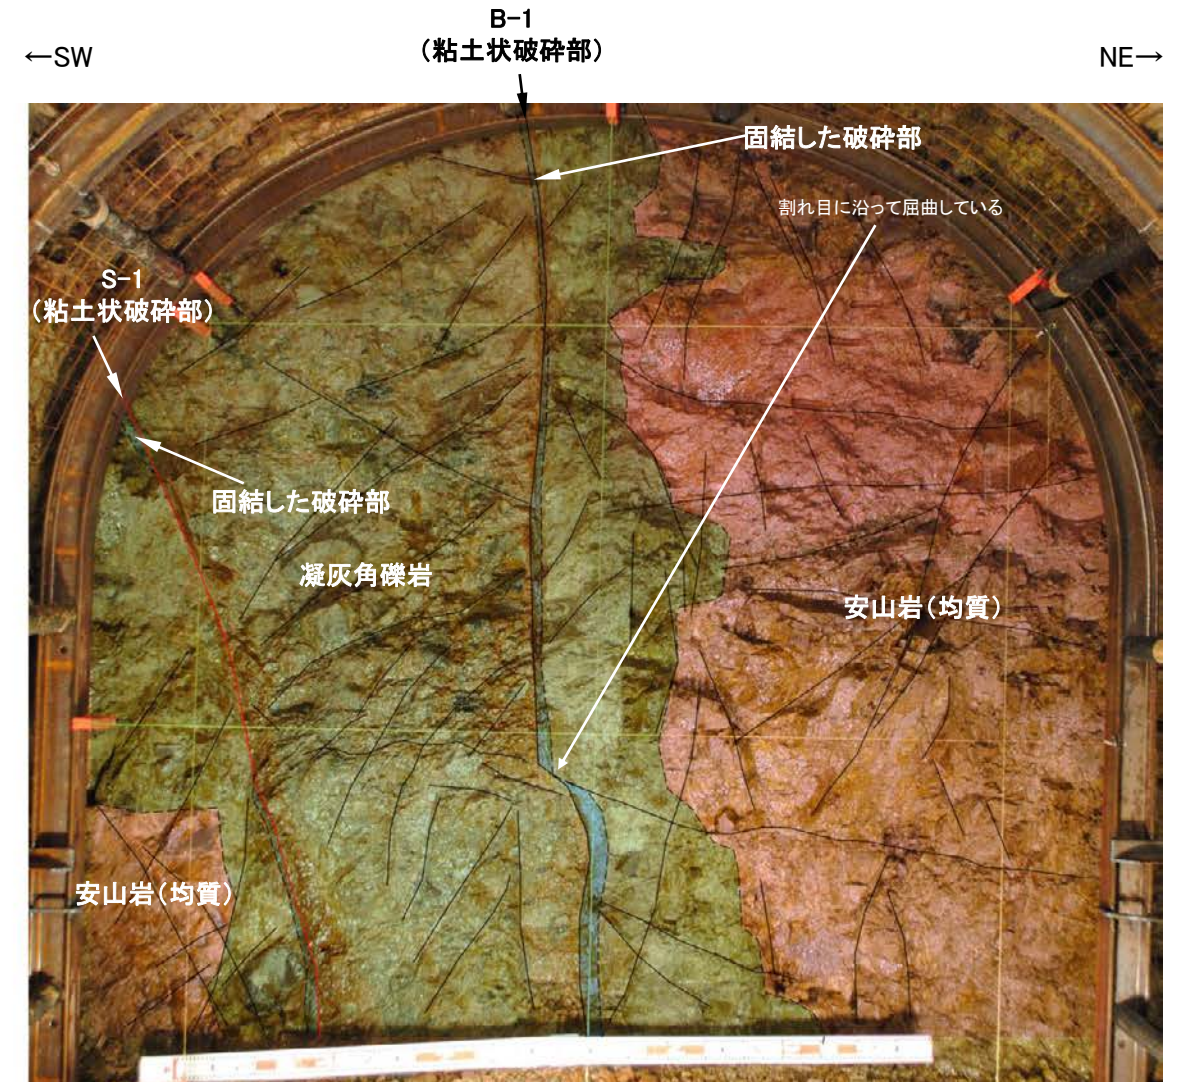 B-1
(粘土状破砕部)
←SW
NE→
固結した破砕部
割れ目に沿って屈曲している
S-1
(粘土状破砕部)
固結した破砕部
凝灰角礫岩
安山岩(均質)
安山岩(均質)